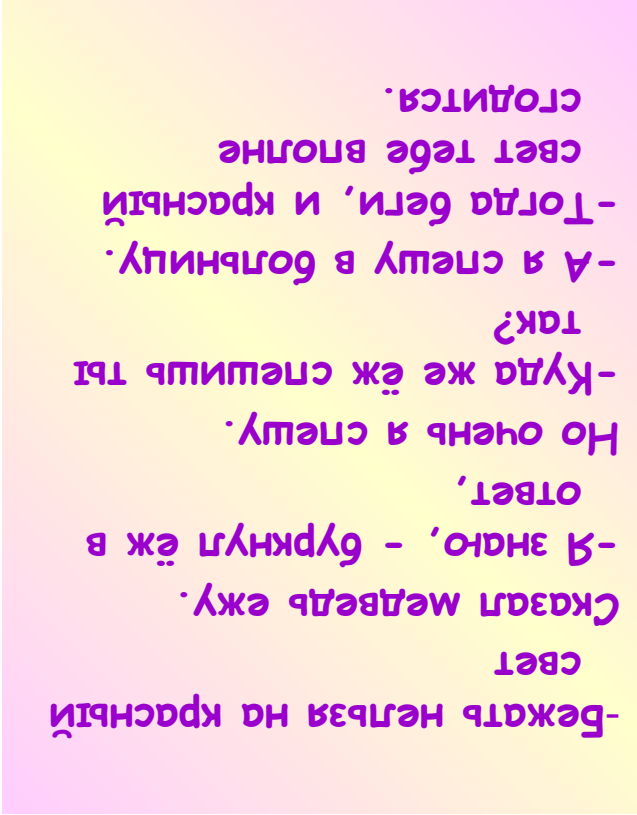 -Бежать нельзя на красный
свет
Сказал медведь ежу.
-Я знаю, - буркнул ёж в
ответ,
Но очень я спешу.
-Куда же ёж спешишь ты
так?
-А я спешу в больницу.
-Тогда беги, и красный
свет тебе вполне
сгодится.